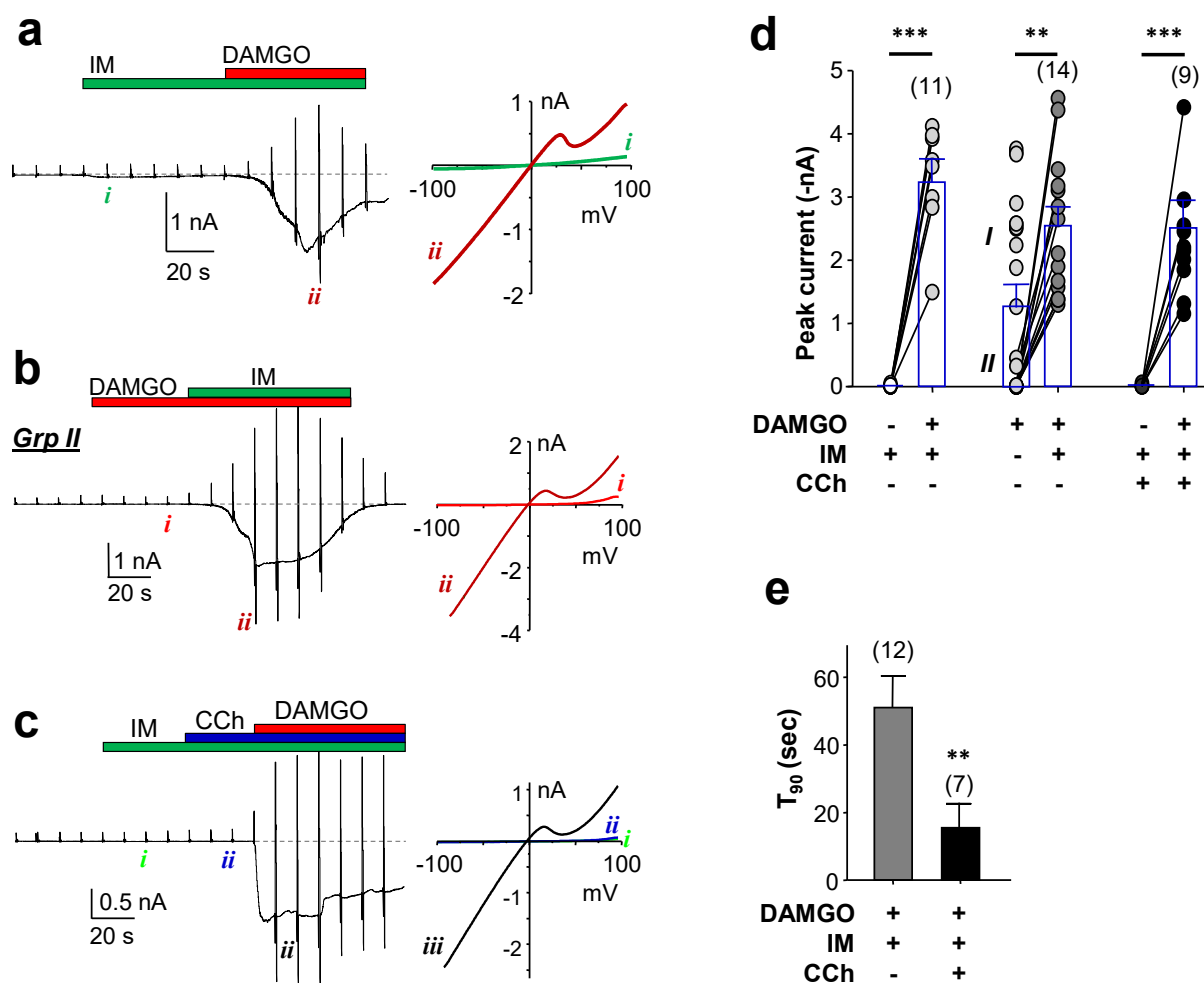 a
IM
DAMGO
i
1 nA
20 s
ii
1
nA
i
-100
100
mV
-1
ii
-2
b
DAMGO
IM
Grp II
i
1 nA
20 s
ii
2
nA
i
-100
100
mV
-2
ii
-4
c
IM
CCh
DAMGO
i
ii
0.5 nA
20 s
ii
1
nA
ii
i
-100
100
mV
-1
iii
-2
d
*** ** ***
(11) (14) (9)
5
4
3
2
1
0
Peak current (-nA)
I
II
DAMGO - + + + - +
IM + + - + + +
CCh - - - - + +
e
(12)
**
(7)
60
40
20
0
T90 (sec)
DAMGO + +
IM + +
CCh - +